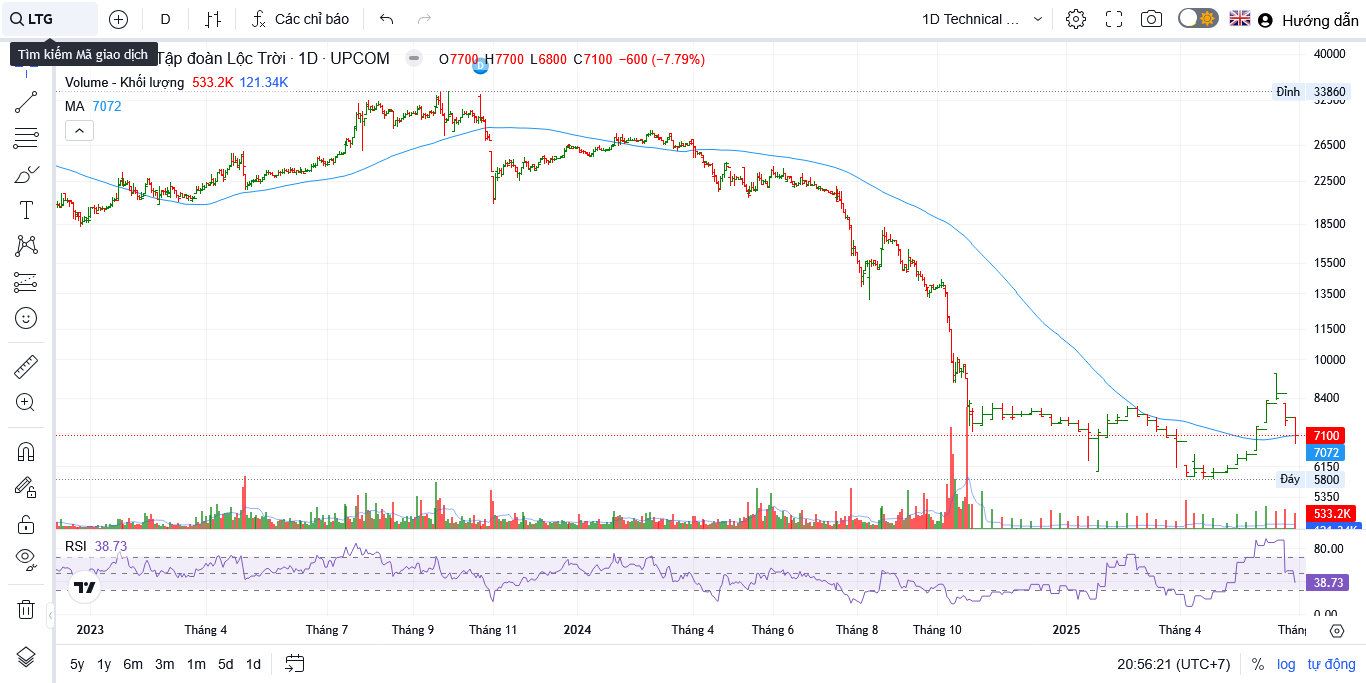 LTG
D
Các chỉ báo
1D Technical ...
Hướng dẫn
Tìm kiếm Mã giao dịch
Tập đoàn Lộc Trời · 1D · UPCOM
O7700 H7700 L6800 C7100 −600 (−7.79%)
D
Volume - Khối lượng 533.2K 121.34K
MA 7072
40000
Đỉnh 33860
32500
26500
22500
18500
15500
13500
11500
10000
8400
7100
7072
6150
Đáy 5800
5350
533.2K
121.34K
RSI 38.73
80.00
38.73
0.00
2023 Tháng 4 Tháng 7 Tháng 9 Tháng 11 2024 Tháng 4 Tháng 6 Tháng 8 Tháng 10 2025 Tháng 4 Tháng
5y 1y 6m 3m 1m 5d 1d
20:56:21 (UTC+7) % log tự động